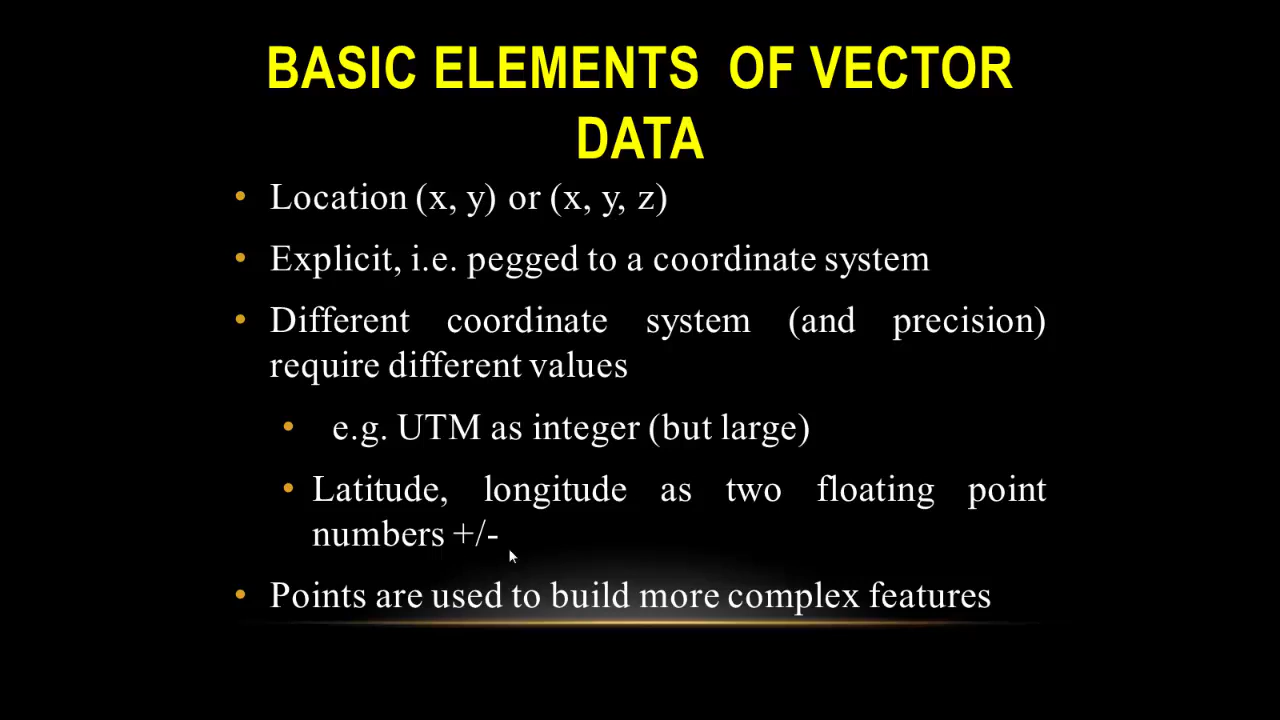 BASIC ELEMENTS OF VECTOR
DATA
• Location (x, y) or (x, y, z)
• Explicit, i.e. pegged to a coordinate system
• Different coordinate system (and precision)
require different values
• e.g. UTM as integer (but large)
• Latitude, longitude as two floating point
numbers +/-
• Points are used to build more complex features